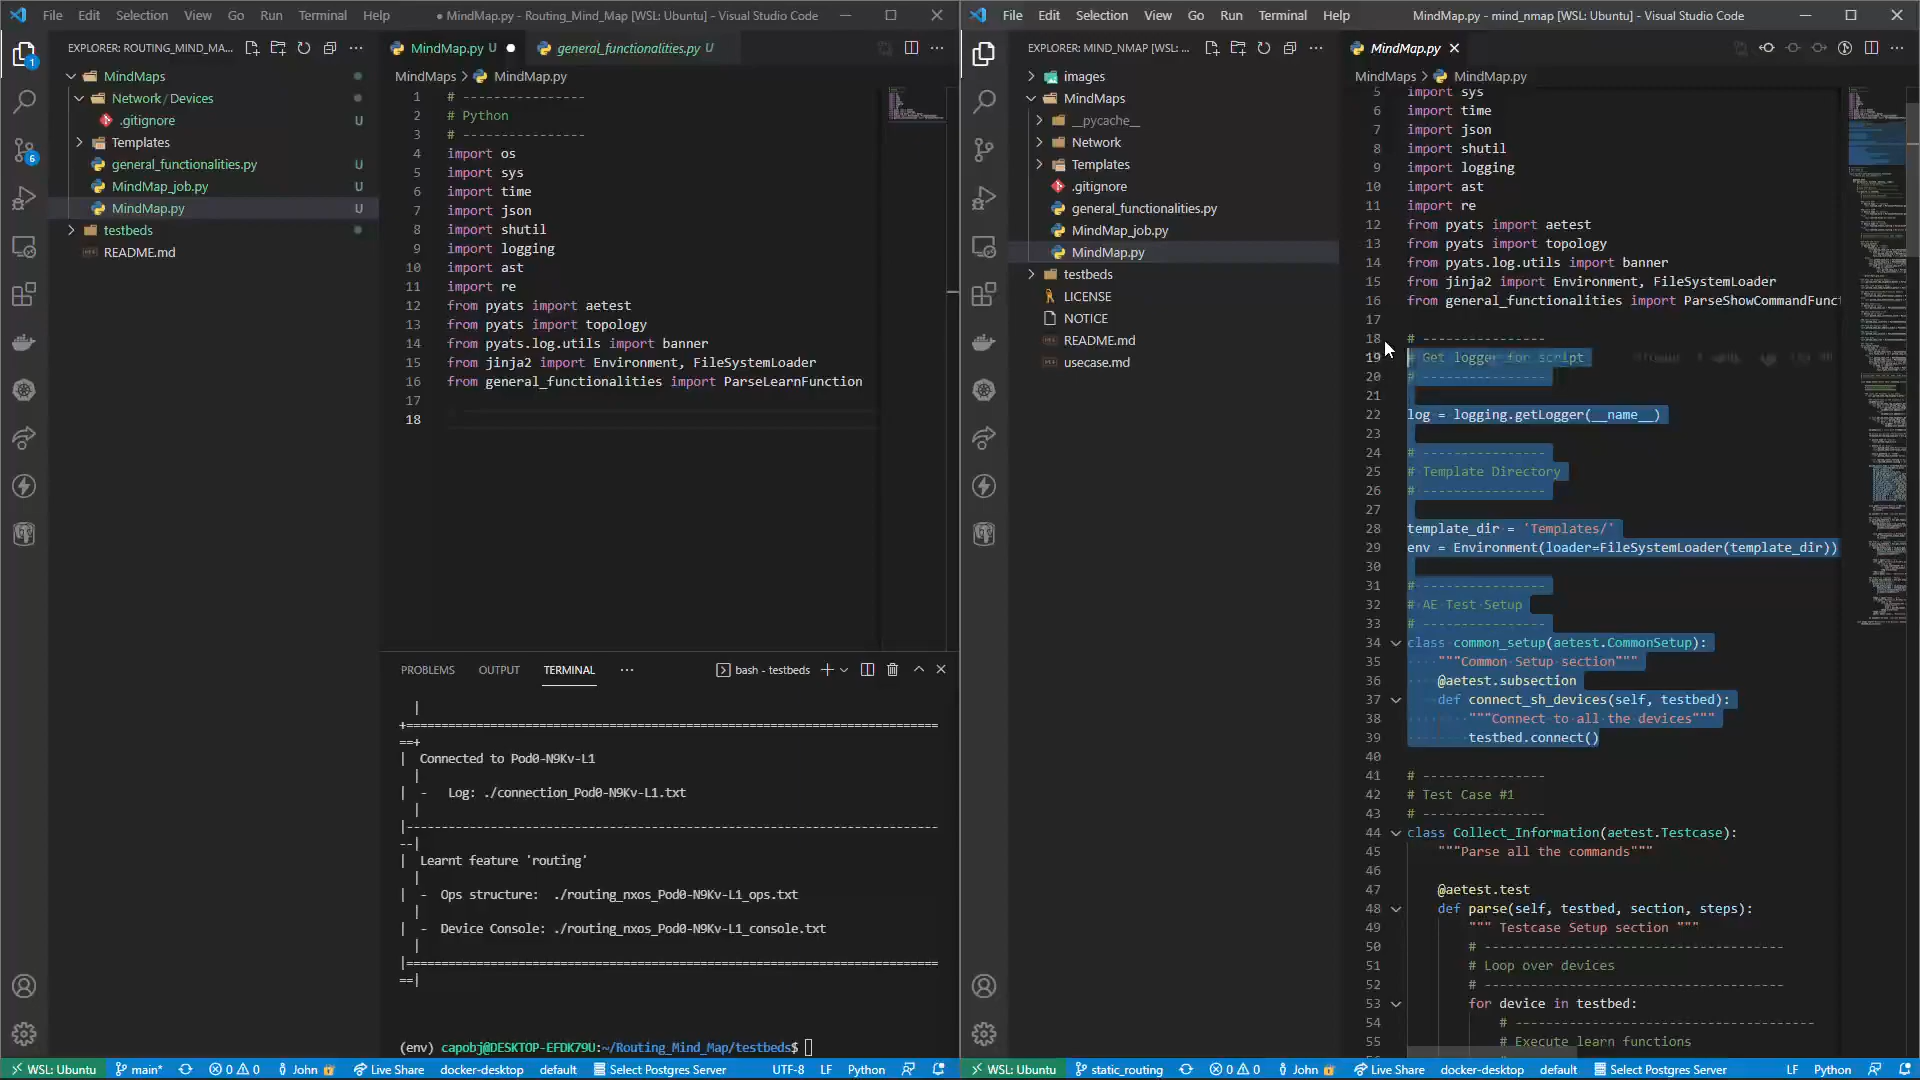 File Edit Selection View Go Run Terminal Help
● MindMap.py - Routing_Mind_Map [WSL: Ubuntu] - Visual Studio Code
EXPLORER: ROUTING_MIND_MA...
MindMaps
Network / Devices
.gitignore
Templates
general_functionalities.py U
MindMap_job.py U
MindMap.py U
testbeds
README.md
1
6
MindMap.py U
general_functionalities.py U
MindMaps > MindMap.py
1 # ----------------
2 # Python
3 # ----------------
4 import os
5 import sys
6 import time
7 import json
8 import shutil
9 import logging
10 import ast
11 import re
12 from pyats import aetest
13 from pyats import topology
14 from pyats.log.utils import banner
15 from jinja2 import Environment, FileSystemLoader
16 from general_functionalities import ParseLearnFunction
17
18
PROBLEMS OUTPUT TERMINAL ... bash - testbeds
|
+==============================================================================
==+
| Connected to Pod0-N9Kv-L1
|
| - Log: ./connection_Pod0-N9Kv-L1.txt
|
|------------------------------------------------------------------------------
--|
| Learnt feature 'routing'
|
| - Ops structure: ./routing_nxos_Pod0-N9Kv-L1_ops.txt
|
| - Device Console: ./routing_nxos_Pod0-N9Kv-L1_console.txt
|
|==============================================================================
==|
(env) capobj@DESKTOP-EFDK79U:~/Routing_Mind_Map/testbeds$
WSL: Ubuntu main* 0 0 John Live Share docker-desktop default Select Postgres Server UTF-8 LF Python
File Edit Selection View Go Run Terminal Help
MindMap.py - mind_nmap [WSL: Ubuntu] - Visual Studio Code
EXPLORER: MIND_NMAP [WSL: ...
images
MindMaps
__pycache__
Network
Templates
.gitignore
general_functionalities.py
MindMap_job.py
MindMap.py
testbeds
LICENSE
NOTICE
README.md
usecase.md
MindMap.py
MindMaps > MindMap.py
5 import sys
6 import time
7 import json
8 import shutil
9 import logging
10 import ast
11 import re
12 from pyats import aetest
13 from pyats import topology
14 from pyats.log.utils import banner
15 from jinja2 import Environment, FileSystemLoader
16 from general_functionalities import ParseShowCommandFunct
17
18 # ----------------
19 # Get logger for script
20 # ----------------
21
22 log = logging.getLogger(__name__)
23
24 # ----------------
25 # Template Directory
26 # ----------------
27
28 template_dir = 'Templates/'
29 env = Environment(loader=FileSystemLoader(template_dir))
30
31 # ----------------
32 # AE Test Setup
33 # ----------------
34 class common_setup(aetest.CommonSetup):
35 """Common Setup section"""
36 @aetest.subsection
37 def connect_sh_devices(self, testbed):
38 """Connect to all the devices"""
39 testbed.connect()
40
41 # ----------------
42 # Test Case #1
43 # ----------------
44 class Collect_Information(aetest.Testcase):
45 """Parse all the commands"""
46
47 @aetest.test
48 def parse(self, testbed, section, steps):
49 """ Testcase Setup section """
50 # ---------------------------------------
51 # Loop over devices
52 # ---------------------------------------
53 for device in testbed:
54 # ---------------------------------------
55 # Execute learn functions
WSL: Ubuntu static_routing 0 0 John Live Share docker-desktop default Select Postgres Server LF Python